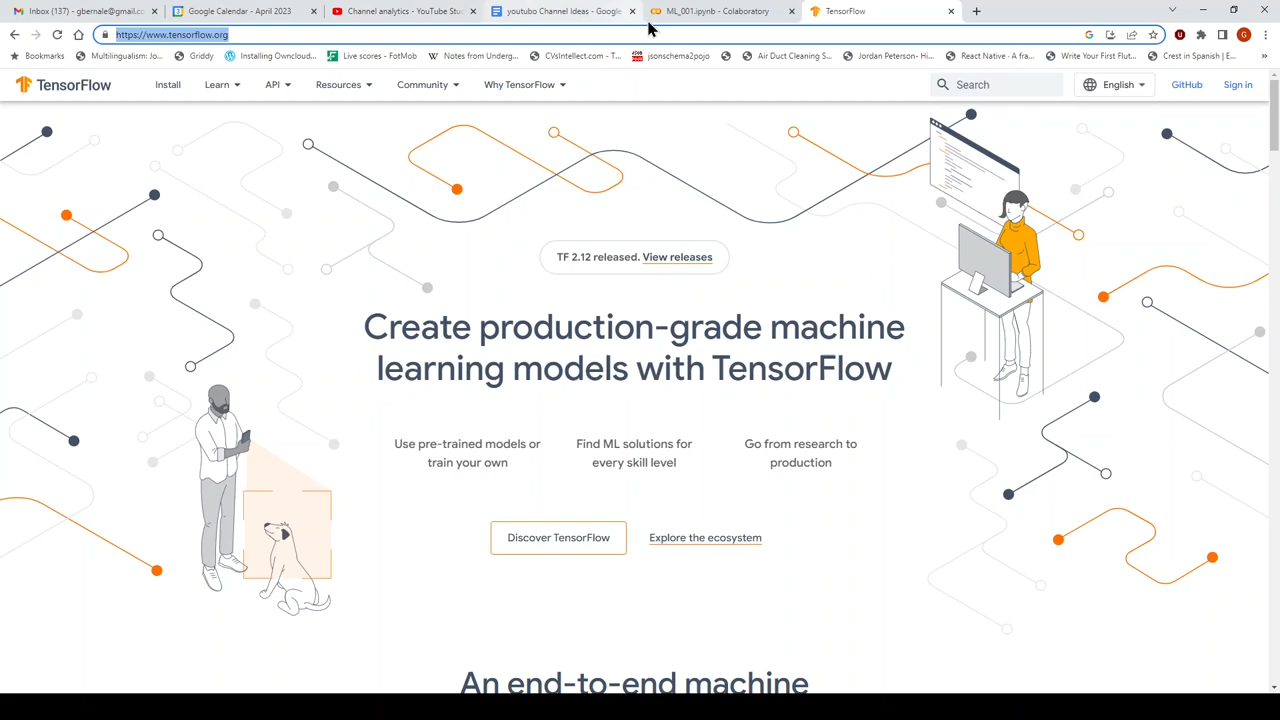 Inbox (137) - gbernale@gmail.cc
Google Calendar - April 2023
Channel analytics - YouTube Stu
youtubo Channel Ideas - Google
ML_001.ipynb - Colaboratory
TensorFlow
https://www.tensorflow.org
G
Bookmarks
Multilingualism: Jo...
Griddy
Installing Owncloud...
Live scores - FotMob
W Notes from Underg...
CVsIntellect.com - T...
jsonschema2pojo
Air Duct Cleaning S...
Jordan Peterson- Hi...
React Native · A fra...
Write Your First Flut...
Crest in Spanish | E...
TensorFlow
Install
Learn
API
Resources
Community
Why TensorFlow
Search
English
GitHub
Sign in
TF 2.12 released. View releases
Create production-grade machine
learning models with TensorFlow
Use pre-trained models or
train your own
Find ML solutions for
every skill level
Go from research to
production
Discover TensorFlow
Explore the ecosystem
An end-to-end machine